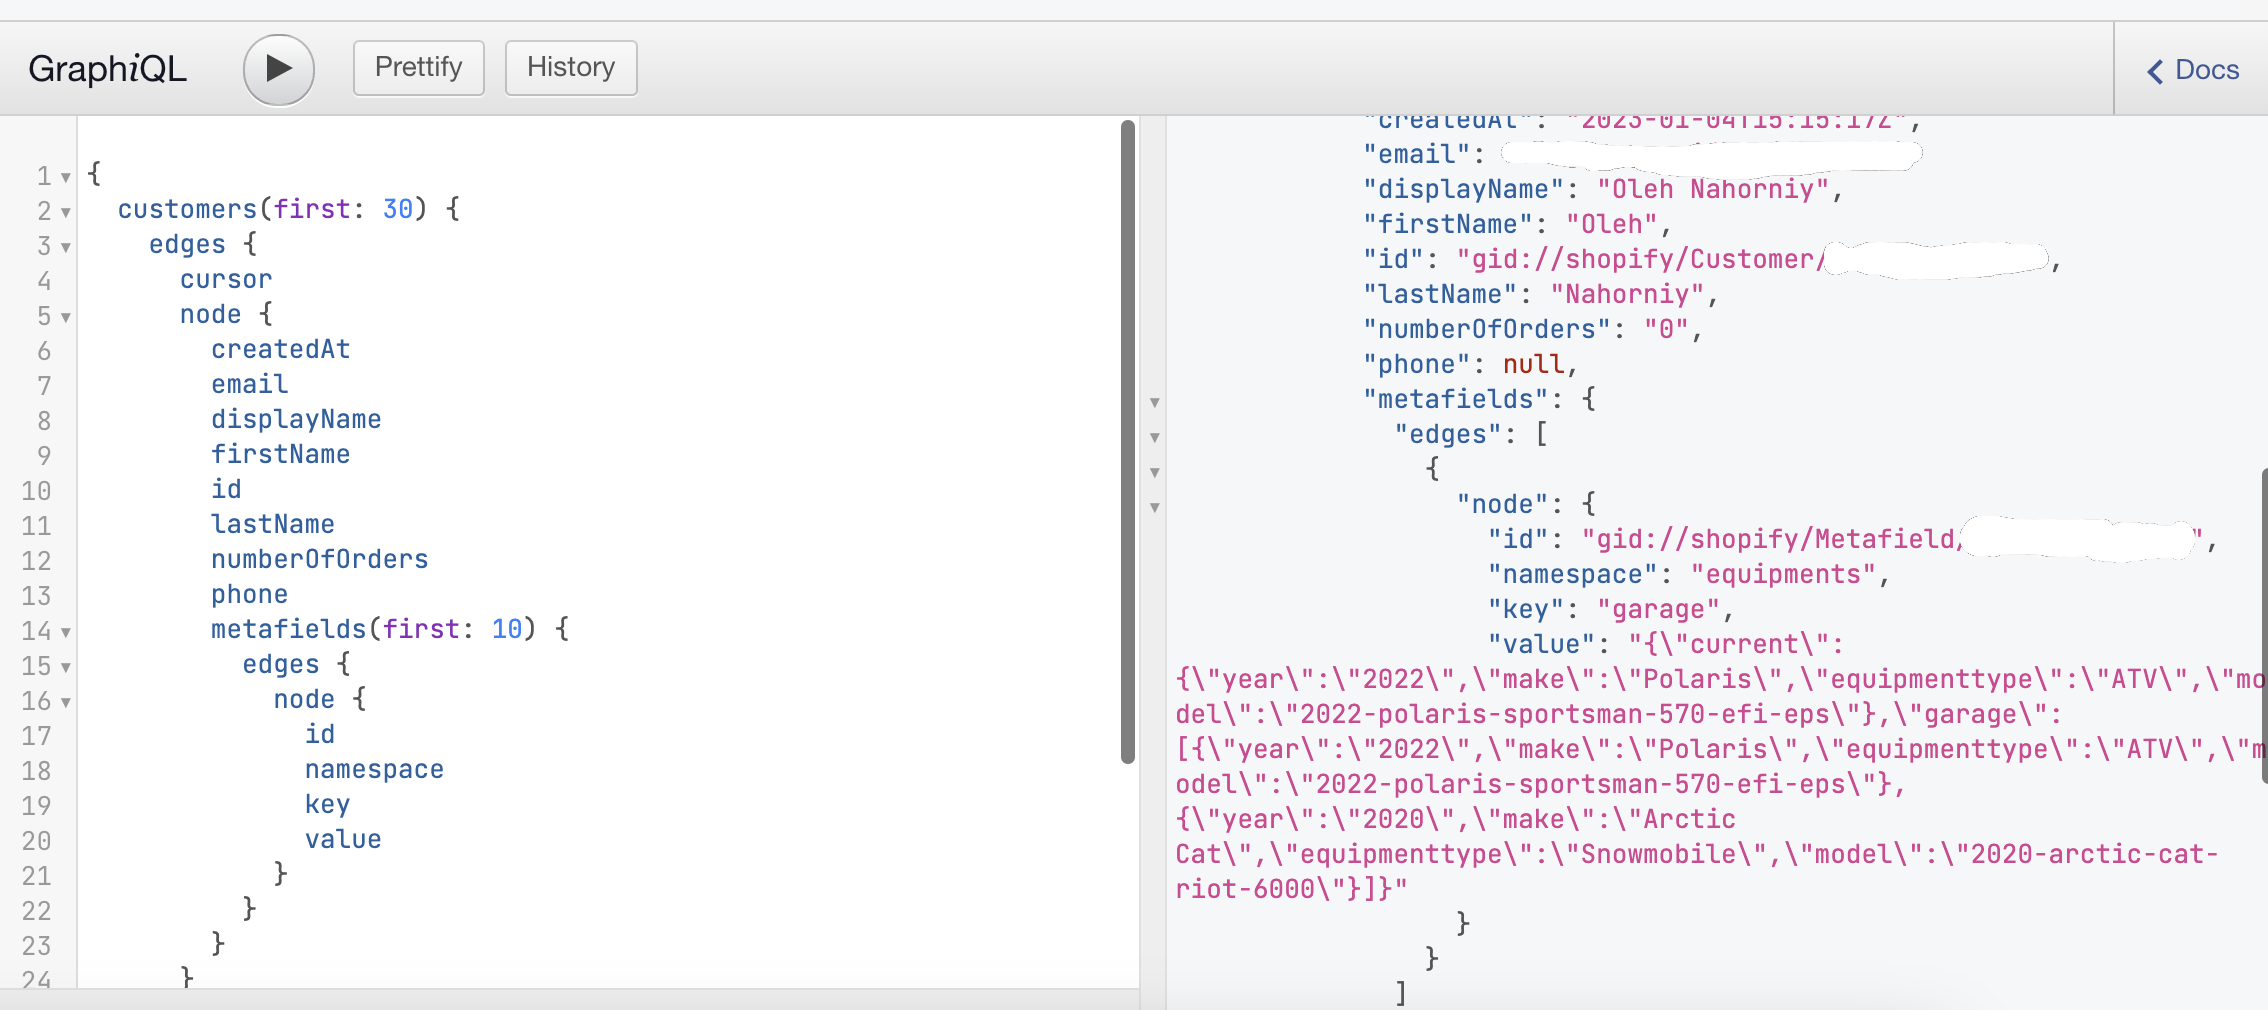 GraphiQL
Prettify
History
Docs
1 {
2 customers(first: 30) {
3 edges {
4 cursor
5 node {
6 createdAt
7 email
8 displayName
9 firstName
10 id
11 lastName
12 numberOfOrders
13 phone
14 metafields(first: 10) {
15 edges {
16 node {
17 id
18 namespace
19 key
20 value
21 }
22 }
23 }
24 }
"createdAt": "2023-01-04T15:15:17Z",
"email":
"displayName": "Oleh Nahorniy",
"firstName": "Oleh",
"id": "gid://shopify/Customer/ ,
"lastName": "Nahorniy",
"numberOfOrders": "0",
"phone": null,
"metafields": {
"edges": [
{
"node": {
"id": "gid://shopify/Metafield/ ",
"namespace": "equipments",
"key": "garage",
"value": "{\"current\":
{\"year\":\"2022\",\"make\":\"Polaris\",\"equipmenttype\":\"ATV\",\"mo
del\":\"2022-polaris-sportsman-570-efi-eps\"},\"garage\":
[{\"year\":\"2022\",\"make\":\"Polaris\",\"equipmenttype\":\"ATV\",\"m
odel\":\"2022-polaris-sportsman-570-efi-eps\"},
{\"year\":\"2020\",\"make\":\"Arctic
Cat\",\"equipmenttype\":\"Snowmobile\",\"model\":\"2020-arctic-cat-
riot-6000\"}]}"
}
}
]